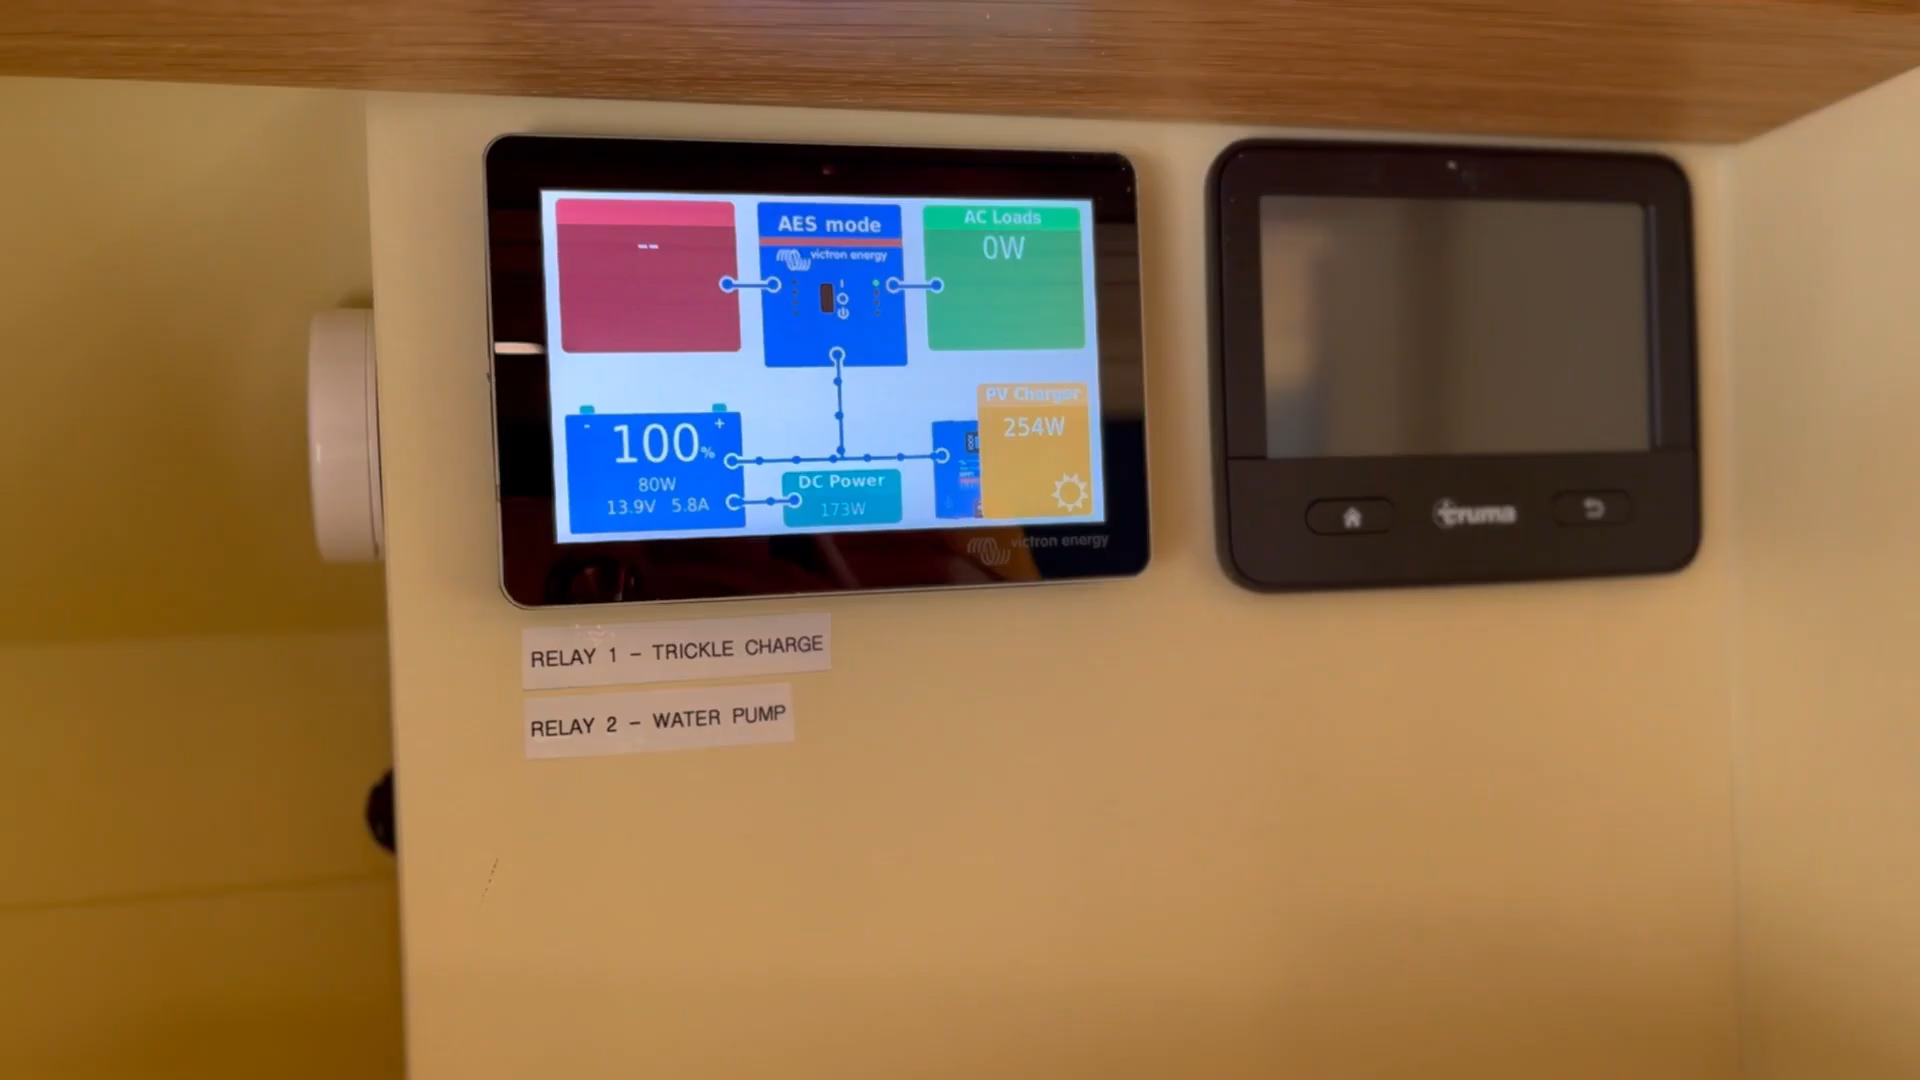 --
AES mode
victron energy
AC Loads
0W
100%
80W
13.9V 5.8A
DC Power
173W
PV Charger
254W
victron energy
truma
RELAY 1 - TRICKLE CHARGE
RELAY 2 - WATER PUMP